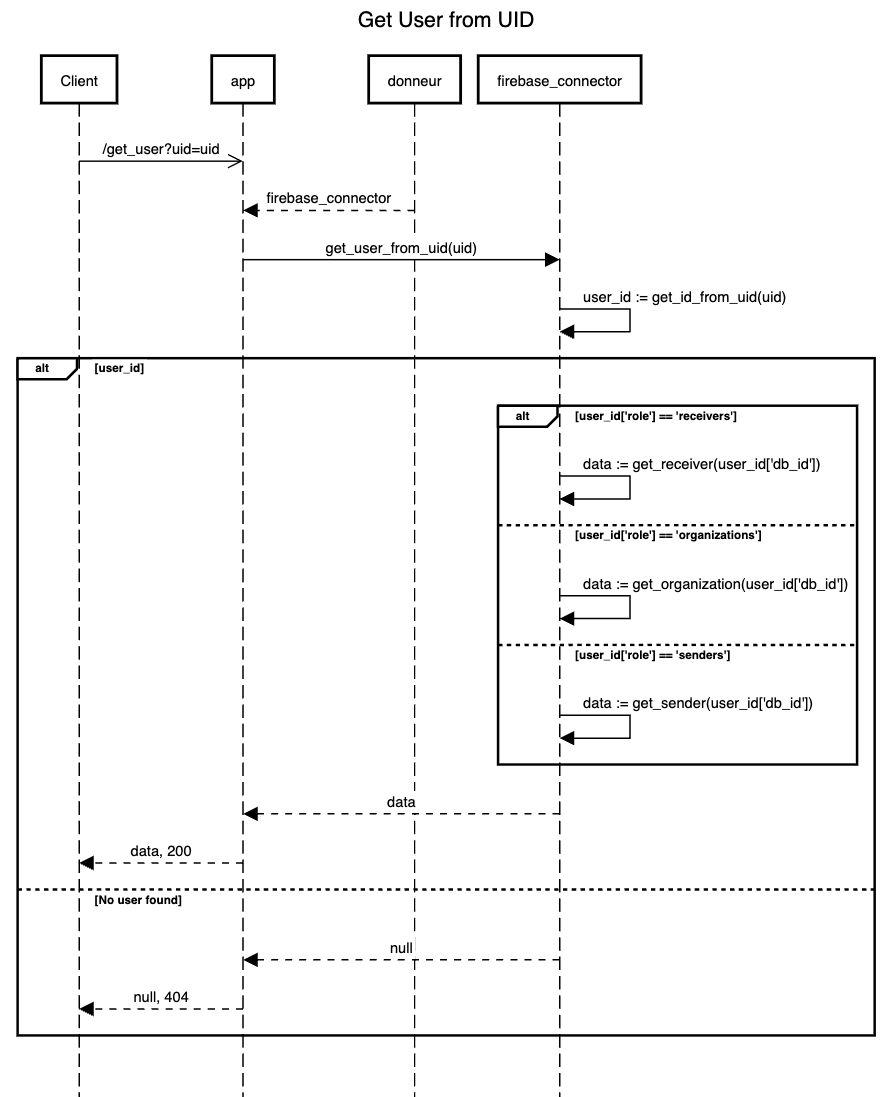 Get User from UID
Client
app
donneur
firebase_connector
/get_user?uid=uid
firebase_connector
get_user_from_uid(uid)
user_id := get_id_from_uid(uid)
alt
[user_id]
alt
[user_id['role'] == 'receivers']
data := get_receiver(user_id['db_id'])
[user_id['role'] == 'organizations]
data := get_organization(user_id['db_id'])
[user_id['role'] == 'senders']
data := get_sender(user_id['db_id'])
data
data, 200
[No user found]
null
null, 404